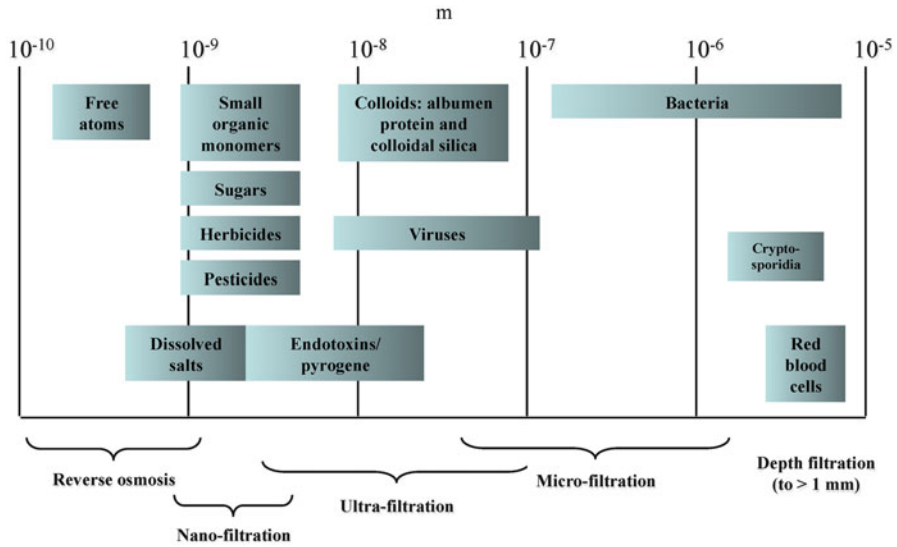 m
10⁻¹⁰ 10⁻⁹ 10⁻⁸ 10⁻⁷ 10⁻⁶ 10⁻⁵
Free
atoms
Small
organic
monomers
Colloids: albumen
protein and
colloidal silica
Bacteria
Sugars
Herbicides
Viruses
Crypto-
sporidia
Pesticides
Dissolved
salts
Endotoxins/
pyrogene
Red
blood
cells
Reverse osmosis
Nano-filtration
Ultra-filtration
Micro-filtration
Depth filtration
(to > 1 mm)